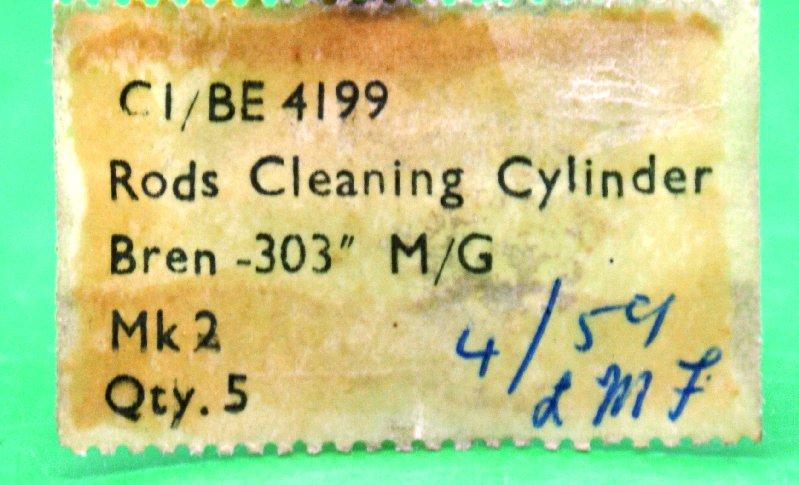 C1/BE 4199
Rods Cleaning Cylinder
Bren -303" M/G
Mk 2
Qty. 5
4/59
L M F